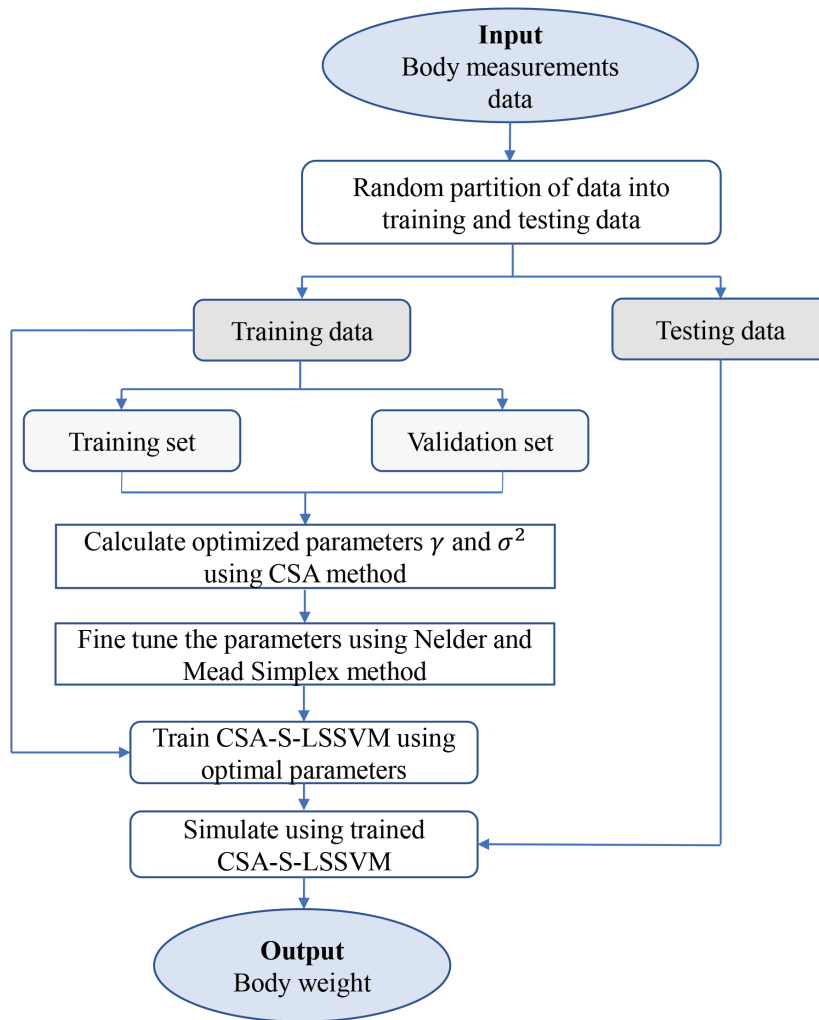 Input
Body measurements
data
Random partition of data into
training and testing data
Training data
Testing data
Training set
Validation set
Calculate optimized parameters γ and σ²
using CSA method
Fine tune the parameters using Nelder and
Mead Simplex method
Train CSA-S-LSSVM using
optimal parameters
Simulate using trained
CSA-S-LSSVM
Output
Body weight